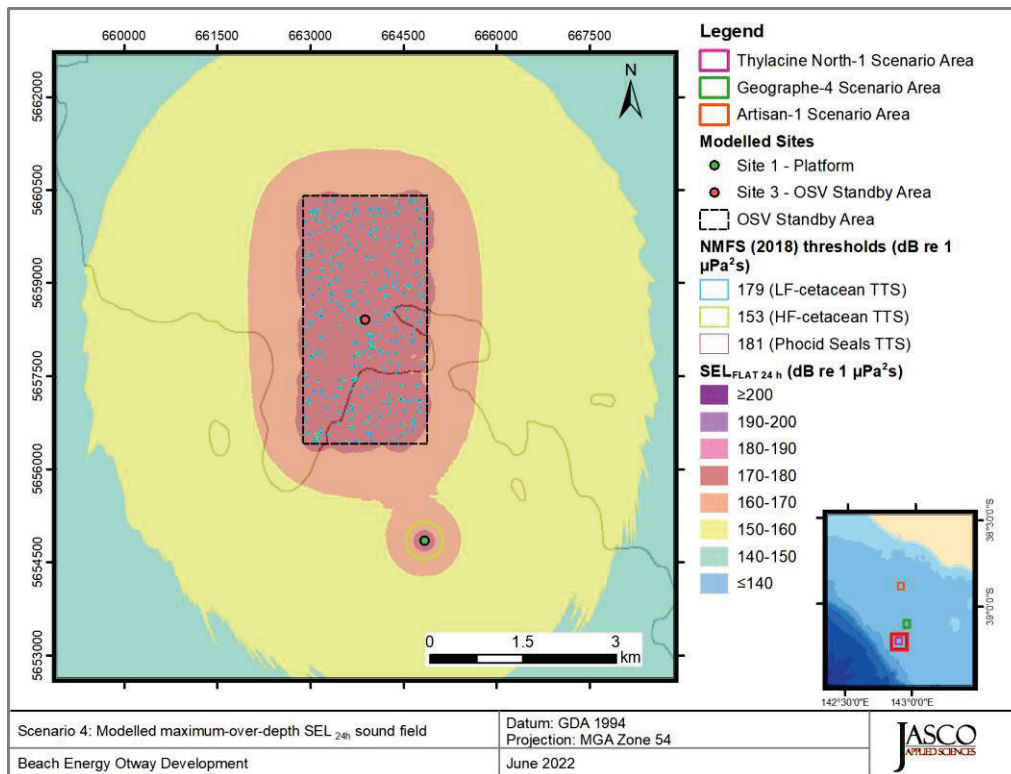 660000 661500 663000 664500 666000 667500
5662000
5660500
5659000
5657500
5656000
5654500
5653000
N
0 1.5 3
km
Legend
Thylacine North-1 Scenario Area
Geographe-4 Scenario Area
Artisan-1 Scenario Area
Modelled Sites
Site 1 - Platform
Site 3 - OSV Standby Area
OSV Standby Area
NMFS (2018) thresholds (dB re 1
µPa²s)
179 (LF-cetacean TTS)
153 (HF-cetacean TTS)
181 (Phocid Seals TTS)
SEL FLAT 24 h (dB re 1 µPa²s)
≥200
190-200
180-190
170-180
160-170
150-160
140-150
≤140
38°30'0"S
39°0'0"S
142°30'0"E 143°0'0"E
Scenario 4: Modelled maximum-over-depth SEL 24h sound field
Beach Energy Otway Development
Datum: GDA 1994
Projection: MGA Zone 54
June 2022
JASCO
APPLIED SCIENCES